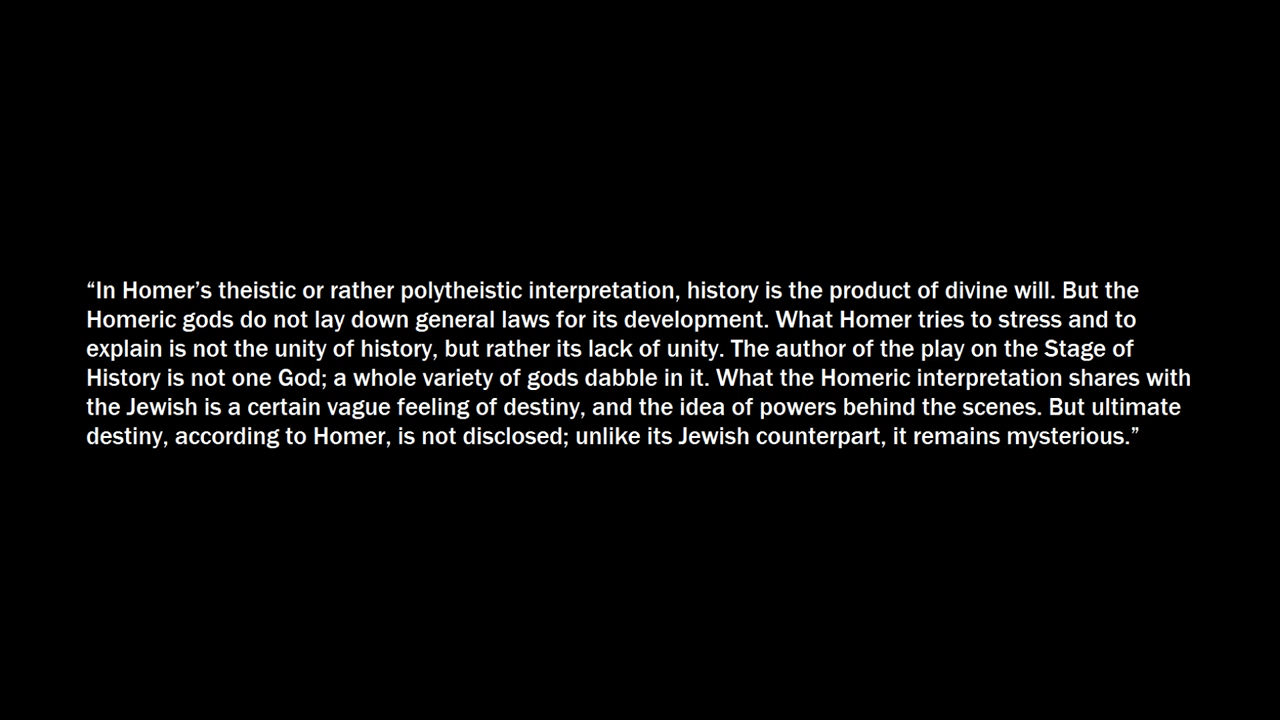 “In Homer’s theistic or rather polytheistic interpretation, history is the product of divine will. But the
Homeric gods do not lay down general laws for its development. What Homer tries to stress and to
explain is not the unity of history, but rather its lack of unity. The author of the play on the Stage of
History is not one God; a whole variety of gods dabble in it. What the Homeric interpretation shares with
the Jewish is a certain vague feeling of destiny, and the idea of powers behind the scenes. But ultimate
destiny, according to Homer, is not disclosed; unlike its Jewish counterpart, it remains mysterious.”